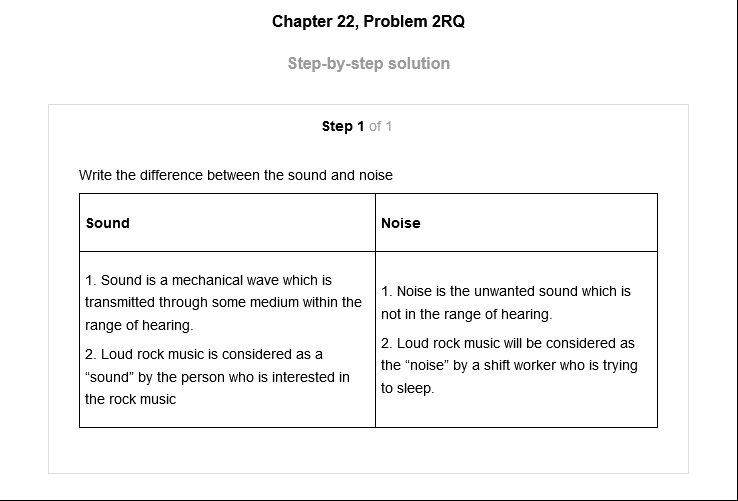 Chapter 22, Problem 2RQ
Step-by-step solution
Step 1 of 1
Write the difference between the sound and noise
Sound
Noise
1. Sound is a mechanical wave which is
transmitted through some medium within the
range of hearing.
2. Loud rock music is considered as a
“sound” by the person who is interested in
the rock music
1. Noise is the unwanted sound which is
not in the range of hearing.
2. Loud rock music will be considered as
the “noise” by a shift worker who is trying
to sleep.